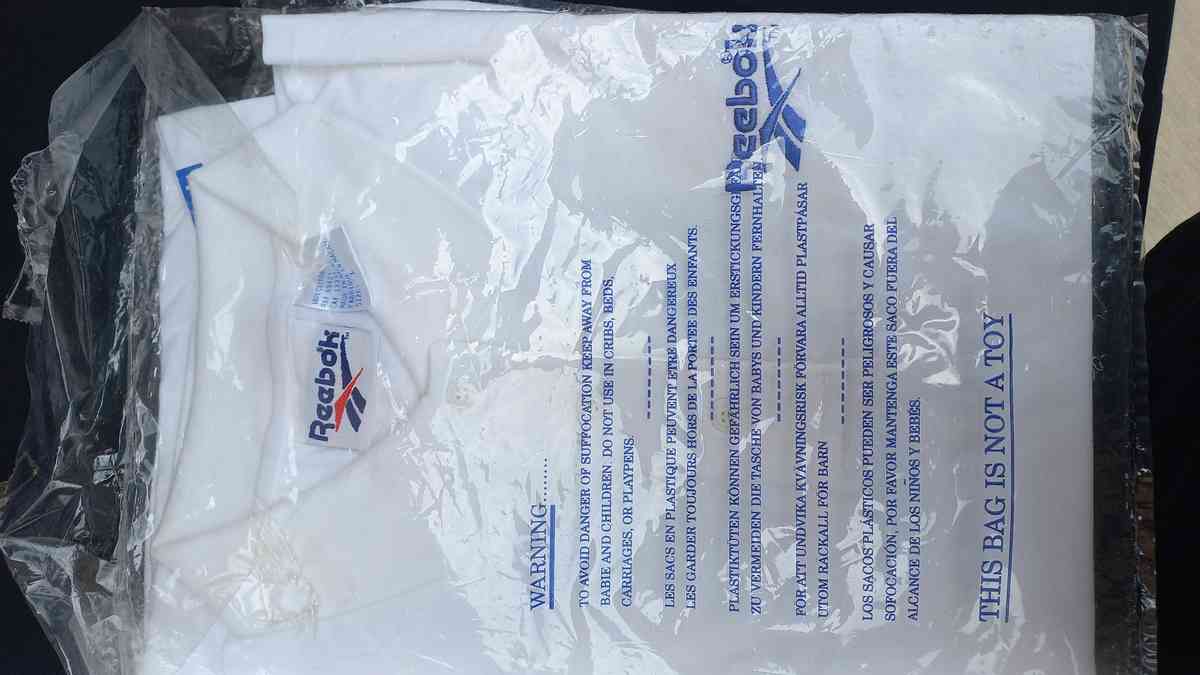 Reebok
Reebok
WARNING........
TO AVOID DANGER OF SUFFOCATION KEEP AWAY FROM
BABIE AND CHILDREN. DO NOT USE IN CRIBS, BEDS,
CARRIAGES, OR PLAYPENS.
LES SACS EN PLASTIQUE PEUVENT ETRE DANGEREUX
LES GARDER TOUJOURS HORS DE LA PORTEE DES ENFANTS.
PLASTIKTÜTEN KÖNNEN GEFÄHRLICH SEIN UM ERSTICKUNGSGEFAHR
ZU VERMEIDEN DIE TASCHE VON BABYS UND KINDERN FERNHALTEN
FÖR ATT UNDVIKA KVÄVNINGSRISK FÖRVARA ALLTID PLASTPÅSAR
UTOM RACKALL FÖR BARN
LOS SACOS PLÁSTICOS PUEDEN SER PELIGROSOS Y CAUSAR
SOFOCACIÓN, POR FAVOR MANTENGA ESTE SACO FUERA DEL
ALCANCE DE LOS NIÑOS Y BEBÉS.
THIS BAG IS NOT A TOY